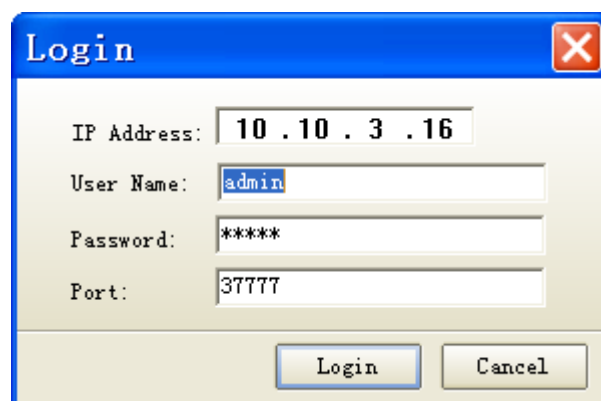 Login
IP Address: 10 .10 . 3 .16
User Name: admin
Password: *****
Port: 37777
Login Cancel